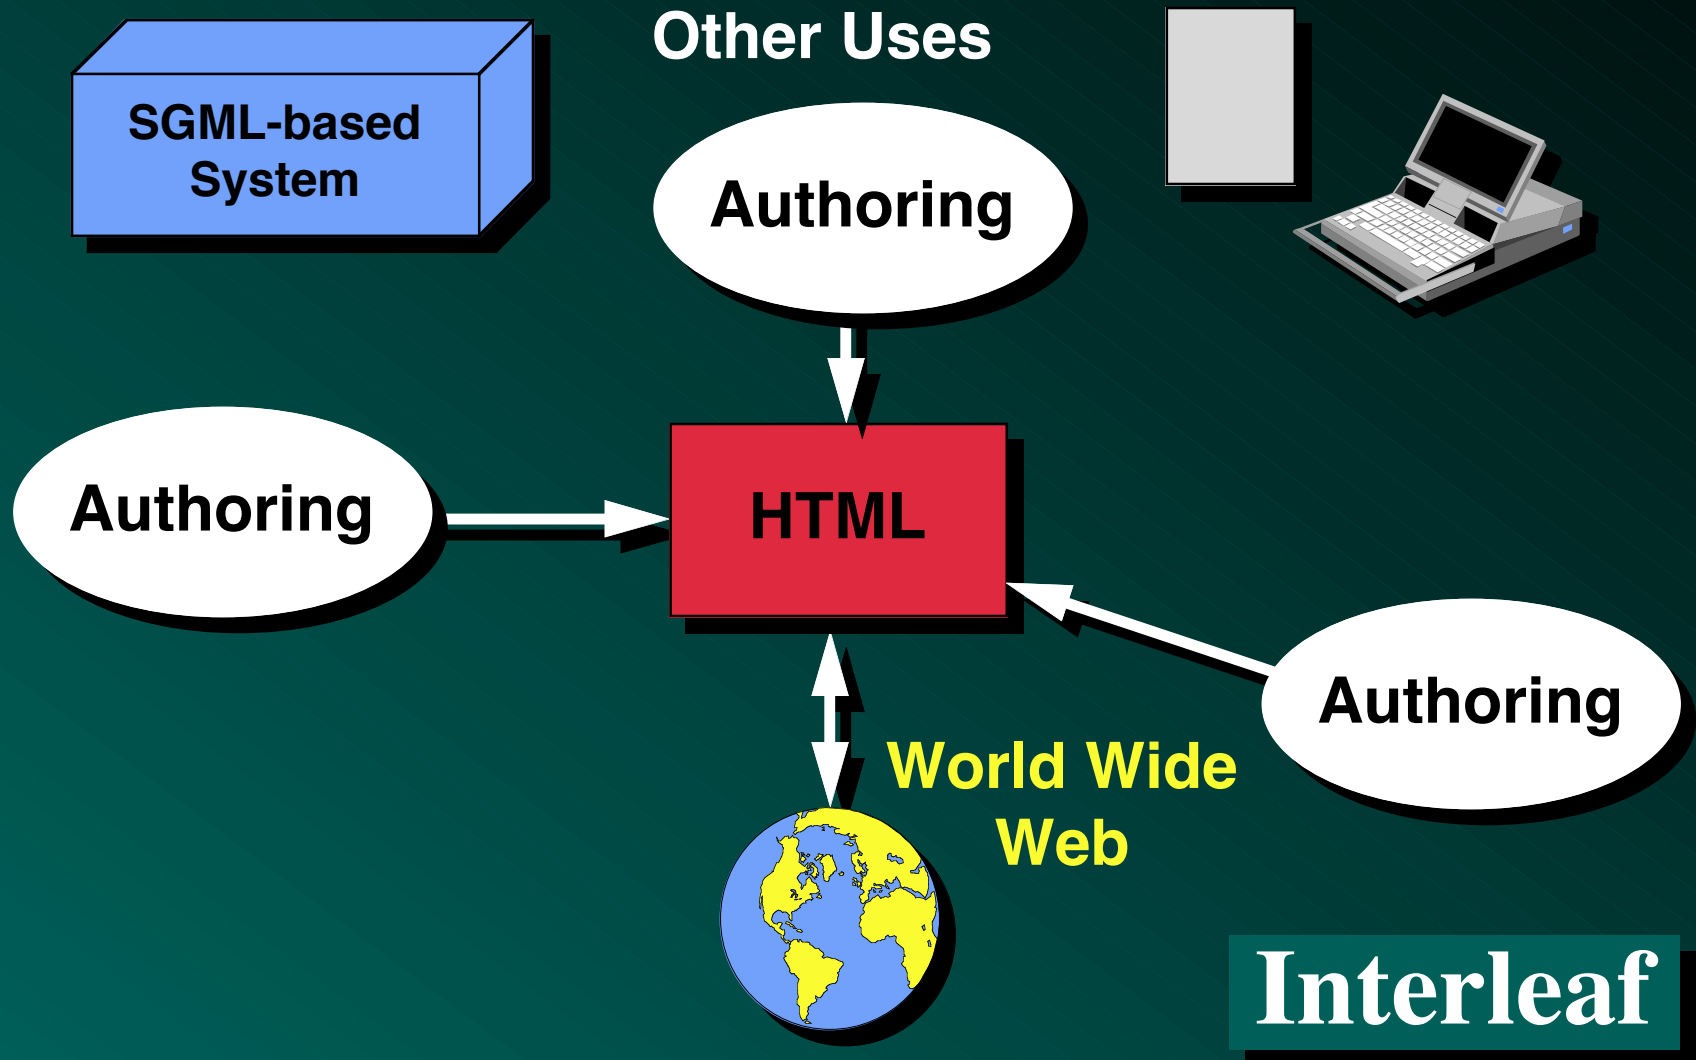 Other Uses
SGML-based
System
Authoring
Authoring
HTML
Authoring
World Wide
Web
Interleaf